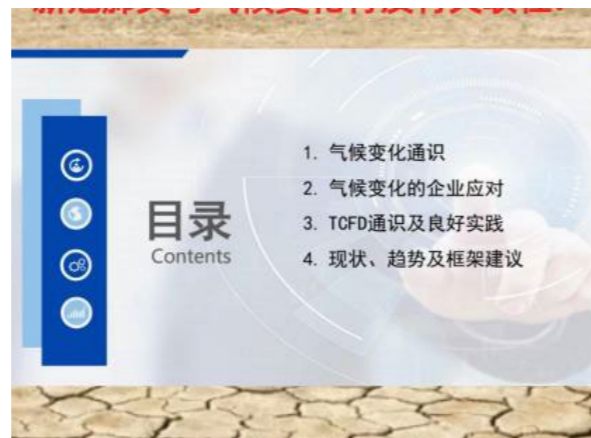 目录
Contents
1. 气候变化通识
2. 气候变化的企业应对
3. TCFD通识及良好实践
4. 现状、趋势及框架建议